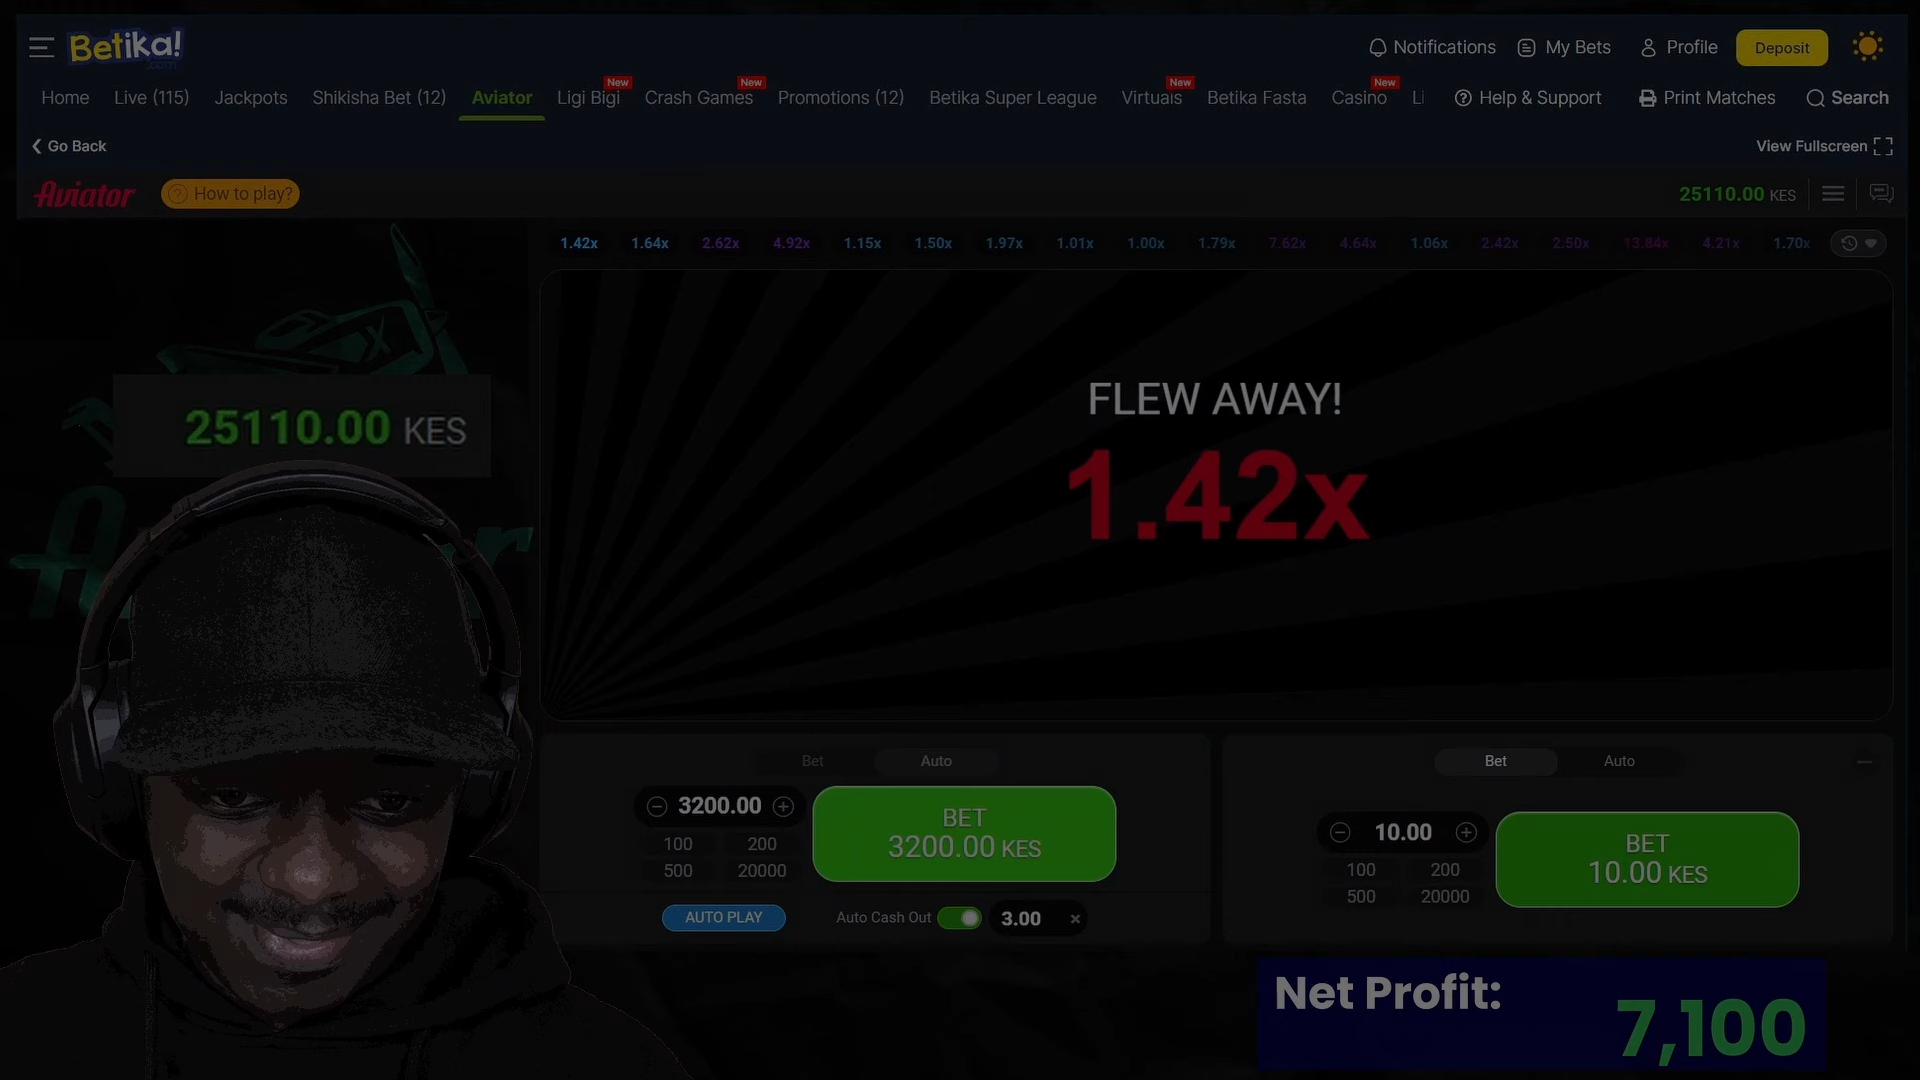 Betika!
.com
Notifications
My Bets
Profile
Deposit
Home
Live (115)
Jackpots
Shikisha Bet (12)
Aviator
Ligi Bigi
New
Crash Games
New
Promotions (12)
Betika Super League
Virtuals
New
Betika Fasta
Casino
New
Li
Help & Support
Print Matches
Search
Go Back
View Fullscreen
Aviator
How to play?
25110.00 KES
1.42x
1.64x
2.62x
4.92x
1.15x
1.50x
1.97x
1.01x
1.00x
1.79x
7.62x
4.64x
1.06x
2.42x
2.50x
13.84x
4.21x
1.70x
25110.00 KES
FLEW AWAY!
1.42x
Bet
Auto
3200.00
100
200
500
20000
BET
3200.00 KES
AUTO PLAY
Auto Cash Out
3.00
Bet
Auto
10.00
100
200
500
20000
BET
10.00 KES
Net Profit:
7,100